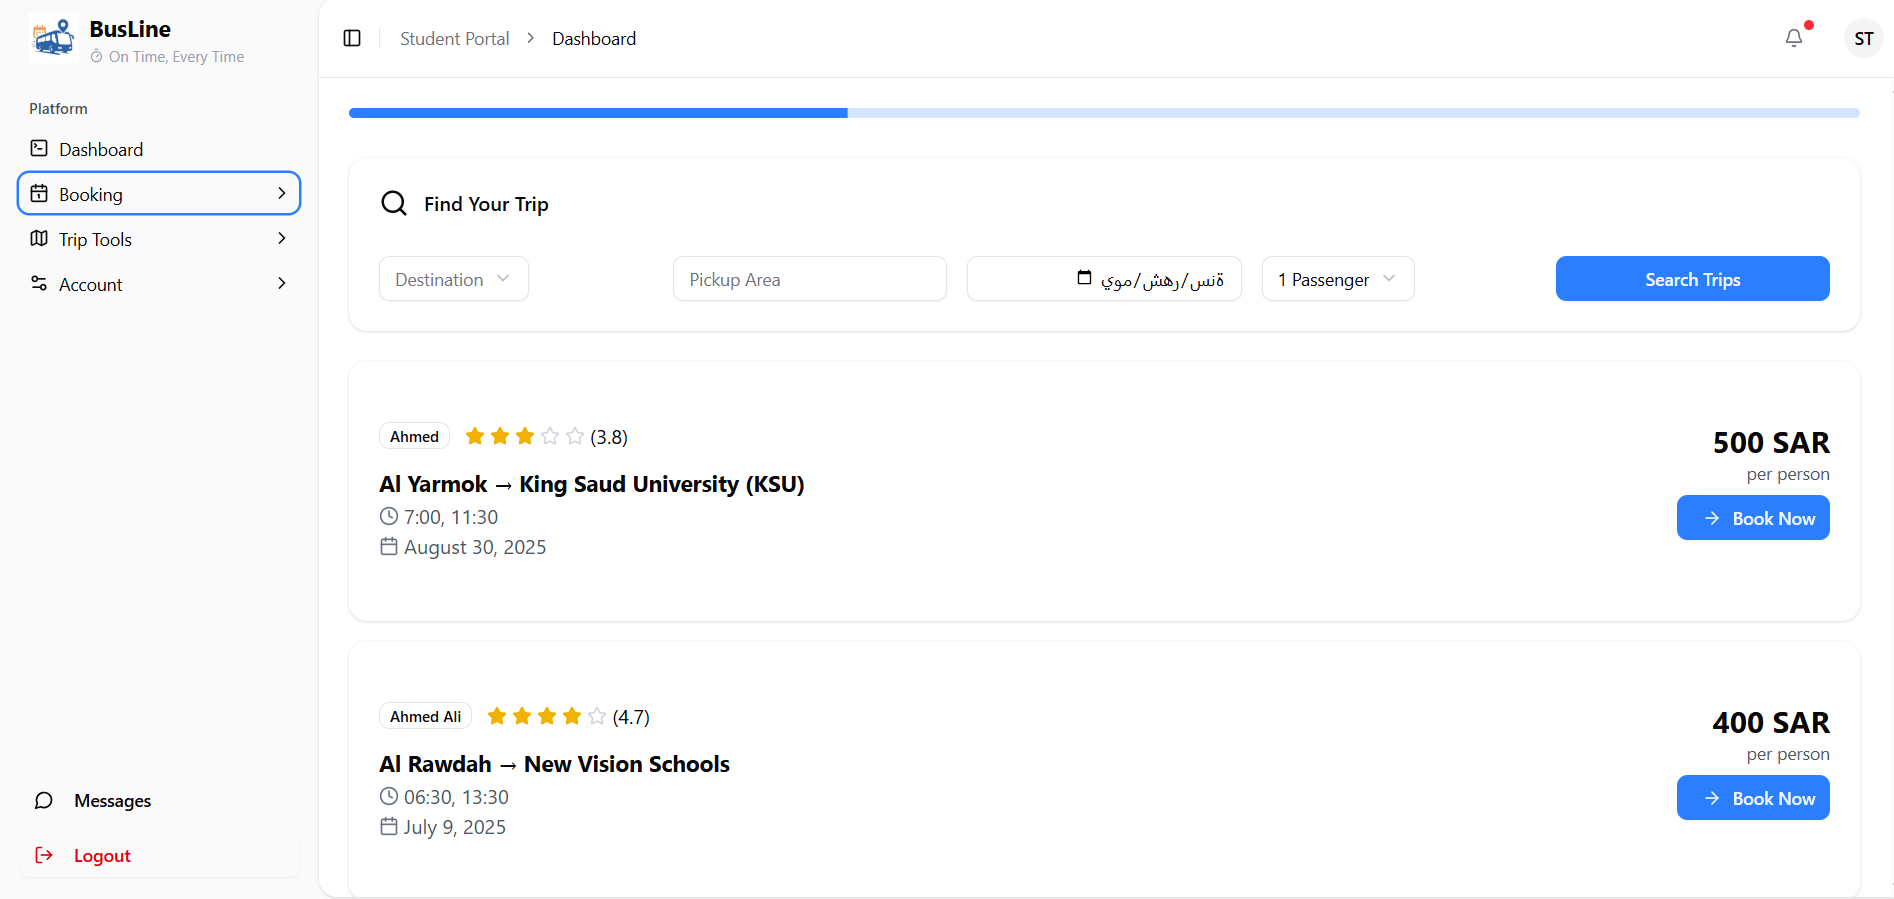 BusLine
On Time, Every Time
Platform
Dashboard
Booking
Trip Tools
Account
Messages
Logout
Student Portal > Dashboard
ST
Find Your Trip
Destination
Pickup Area
ةنس/رهش/موي
1 Passenger
Search Trips
Ahmed (3.8)
Al Yarmok → King Saud University (KSU)
7:00, 11:30
August 30, 2025
500 SAR
per person
Book Now
Ahmed Ali (4.7)
Al Rawdah → New Vision Schools
06:30, 13:30
July 9, 2025
400 SAR
per person
Book Now